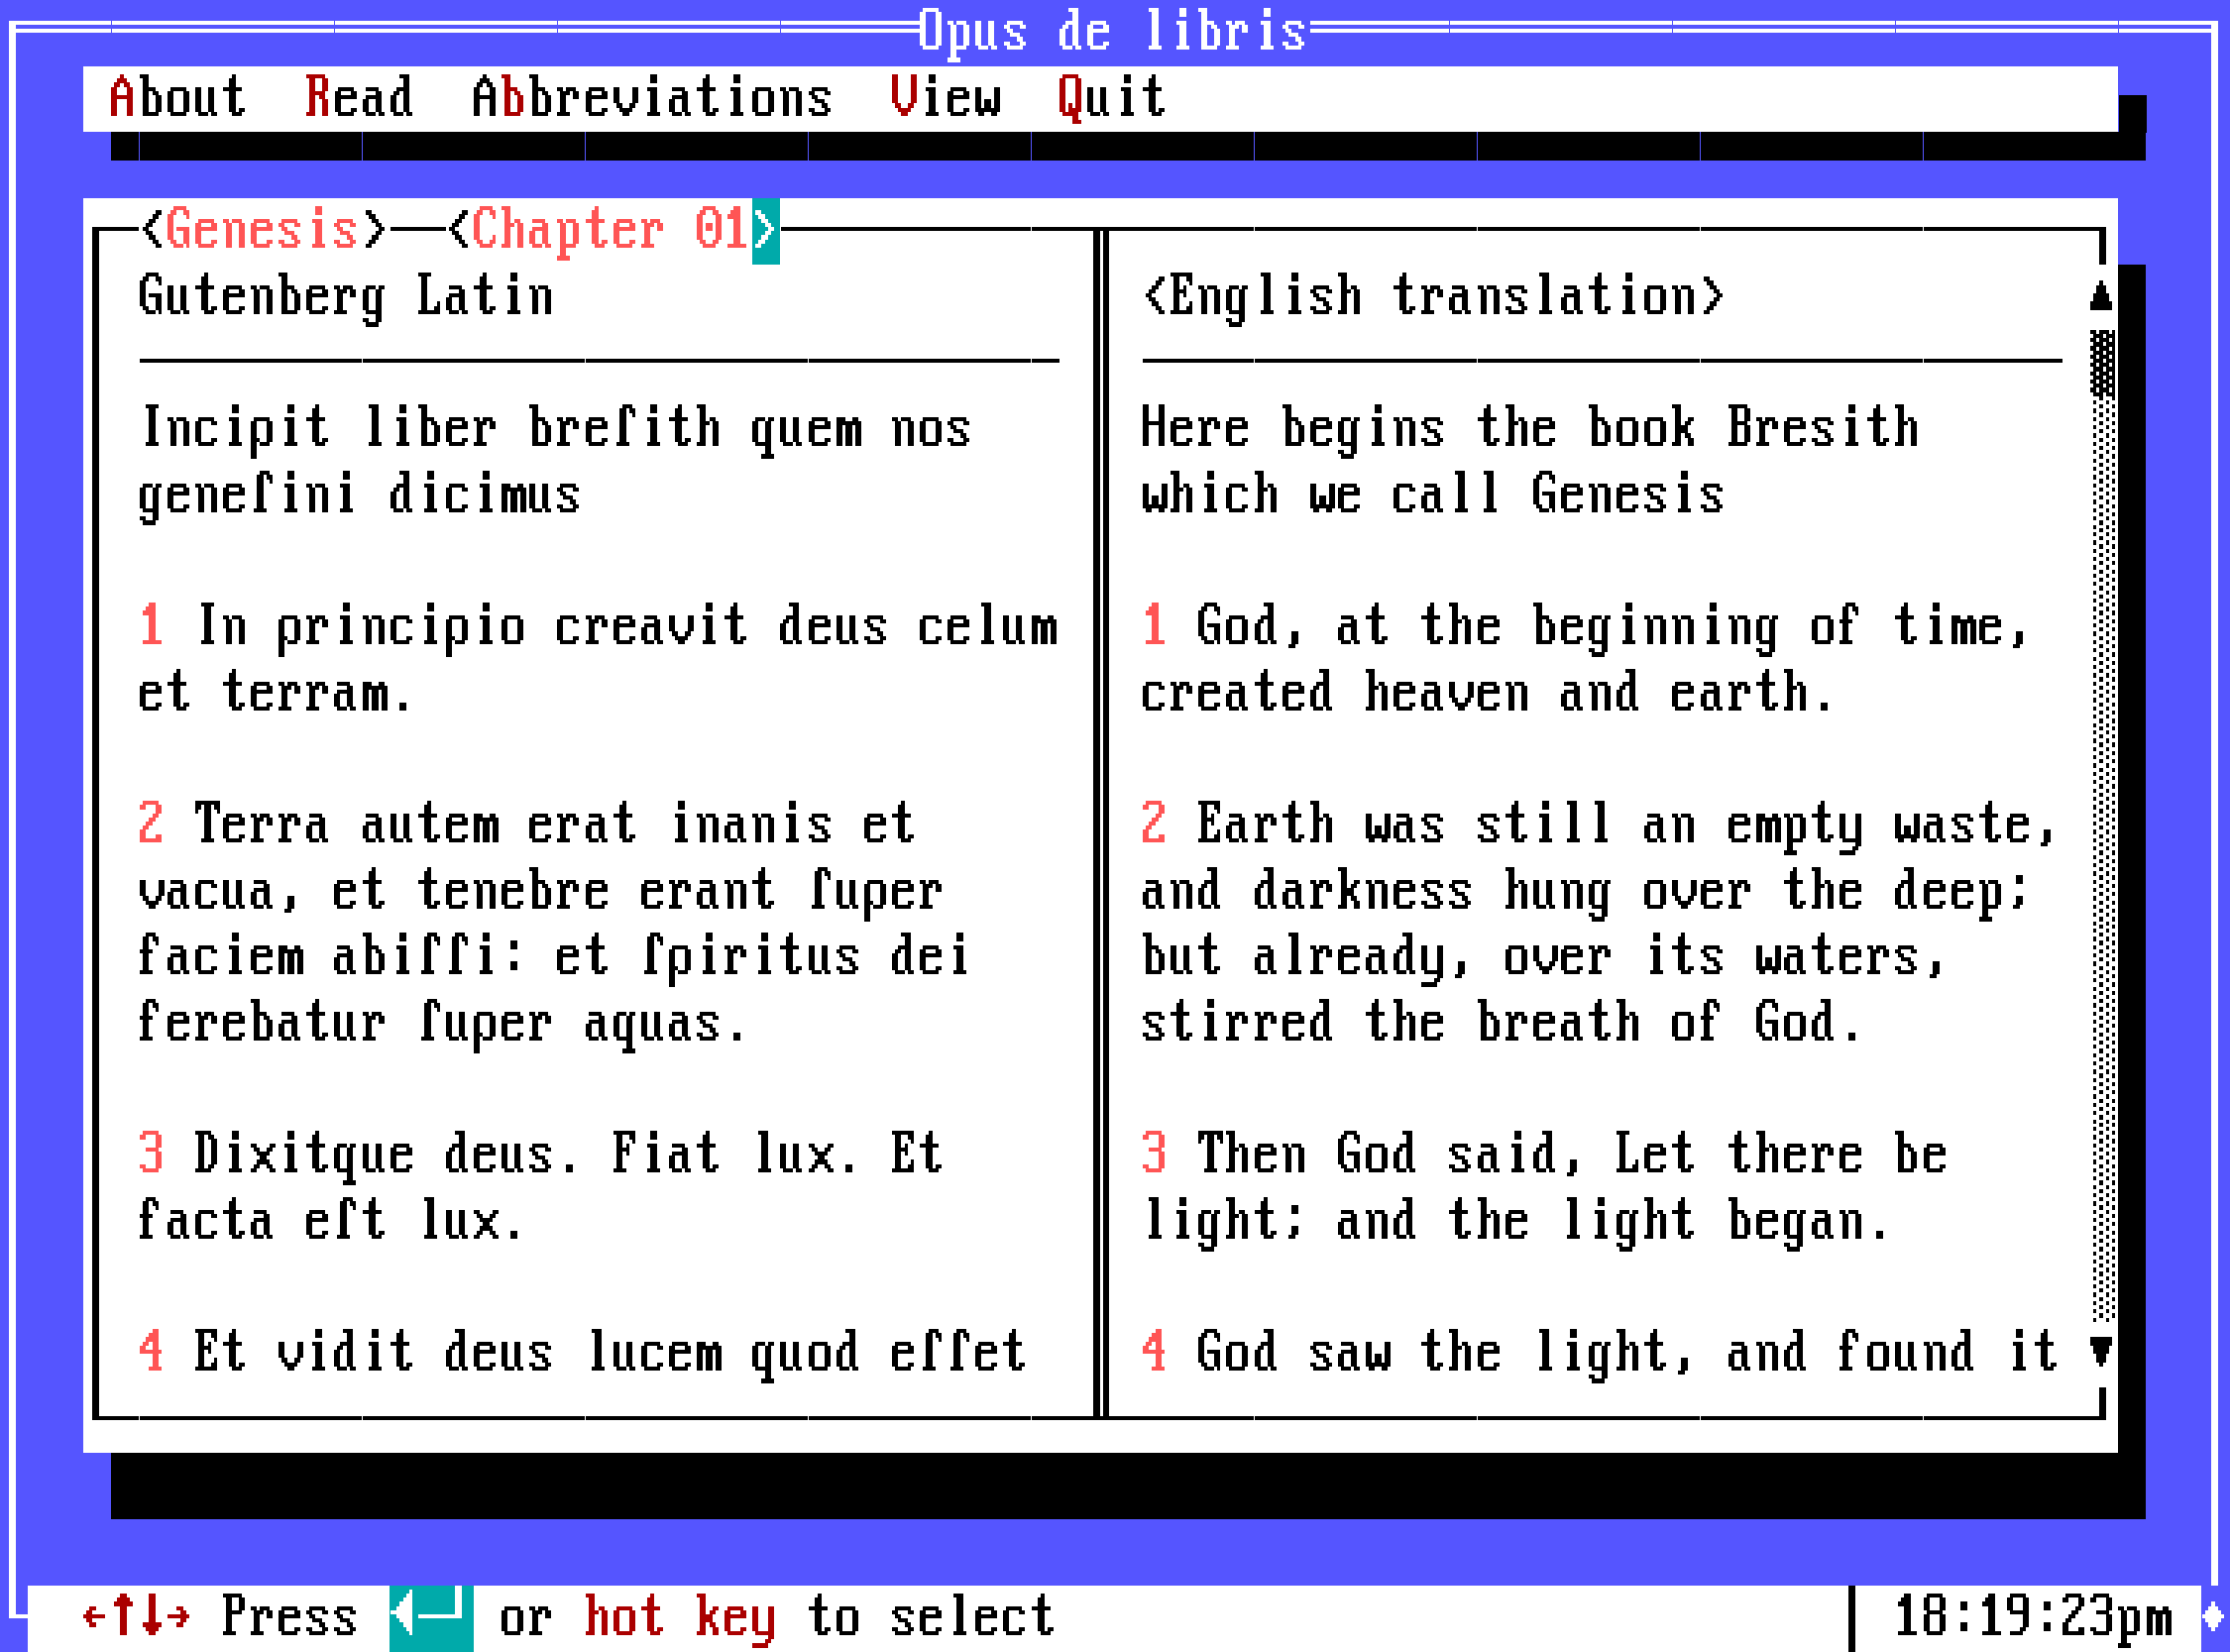 Opus de libris
About Read Abbreviations View Quit
<Genesis> <Chapter 01>
Gutenberg Latin
Incipit liber breſith quem nos
geneſini dicimus
1 In principio creavit deus celum
et terram.
2 Terra autem erat inanis et
vacua, et tenebre erant ſuper
faciem abiſſi: et ſpiritus dei
ferebatur ſuper aquas.
3 Dixitque deus. Fiat lux. Et
facta eſt lux.
4 Et vidit deus lucem quod eſſet
<English translation>
Here begins the book Bresith
which we call Genesis
1 God, at the beginning of time,
created heaven and earth.
2 Earth was still an empty waste,
and darkness hung over the deep;
but already, over its waters,
stirred the breath of God.
3 Then God said, Let there be
light; and the light began.
4 God saw the light, and found it
←↑↓→ Press or hot key to select
18:19:23pm